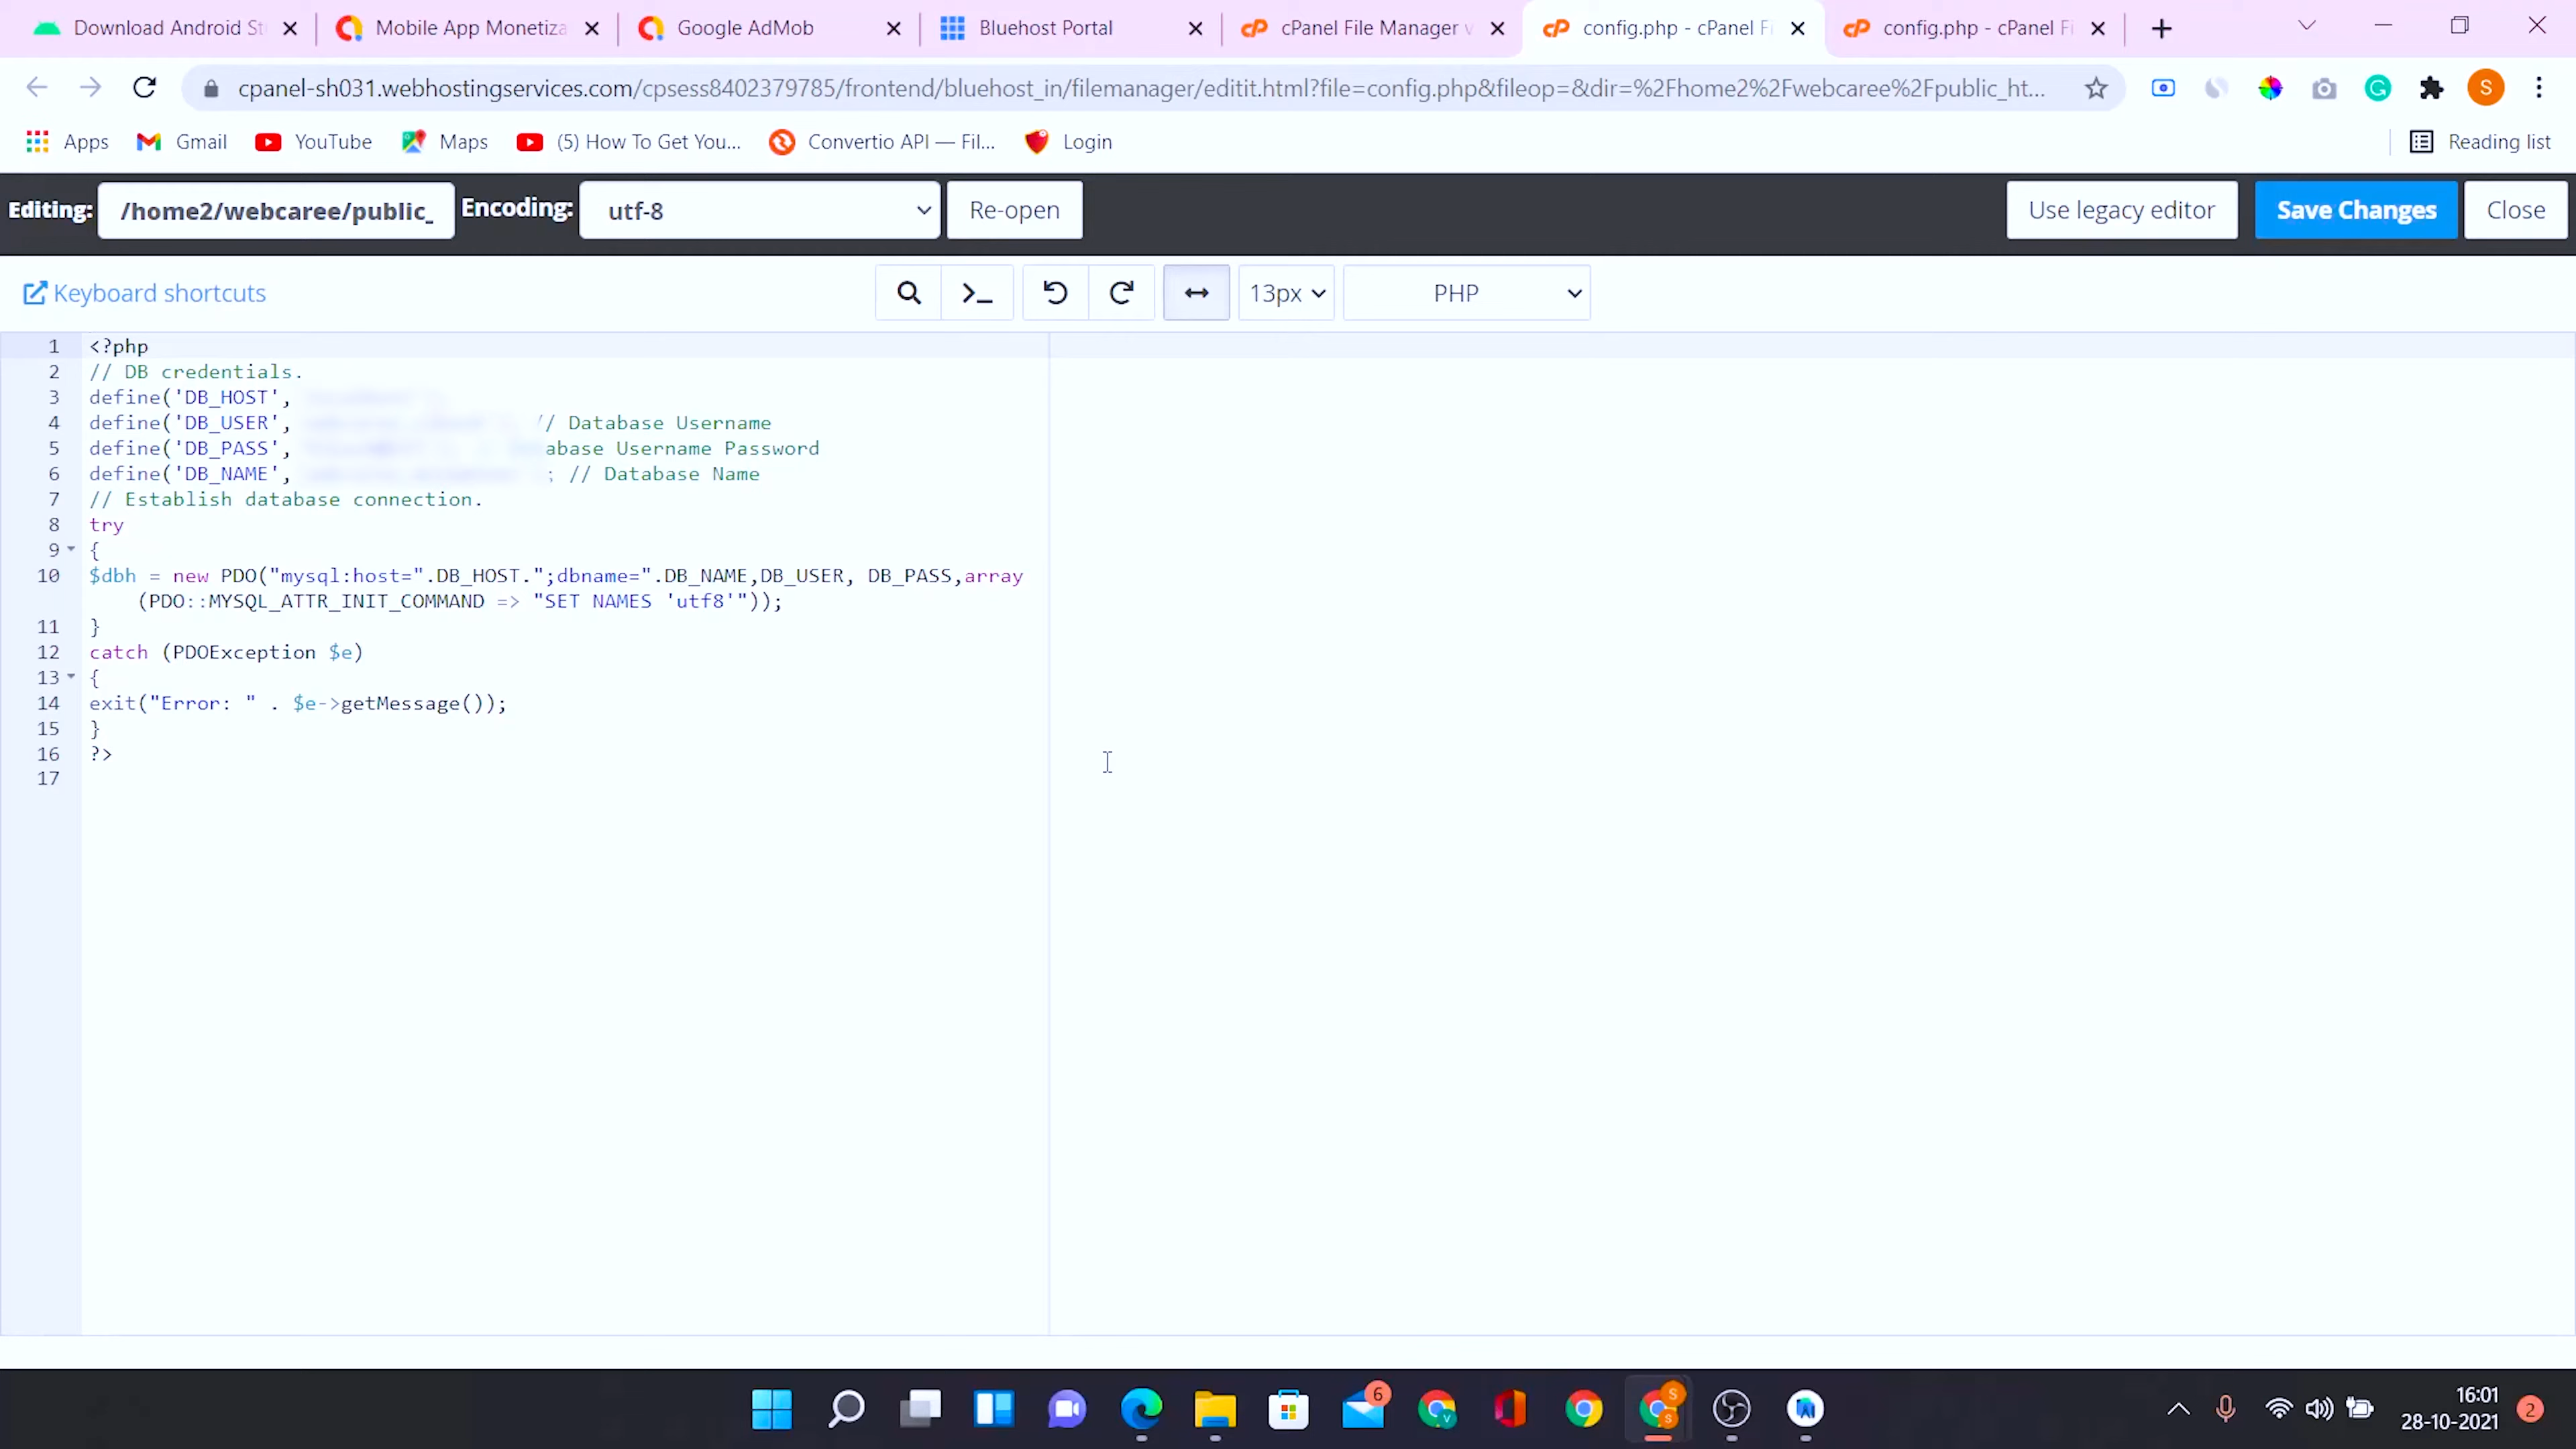 Download Android St
Mobile App Monetiza
Google AdMob
Bluehost Portal
cPanel File Manager v
config.php - cPanel Fi
config.php - cPanel Fi
cpanel-sh031.webhostingservices.com/cpsess8402379785/frontend/bluehost_in/filemanager/editit.html?file=config.php&fileop=&dir=%2Fhome2%2Fwebcaree%2Fpublic_ht...
S
Apps
Gmail
YouTube
Maps
(5) How To Get You...
Convertio API — Fil...
Login
Reading list
Editing: /home2/webcaree/public_ Encoding: utf-8 Re-open Use legacy editor Save Changes Close
Keyboard shortcuts 13px PHP
1 <?php
2 // DB credentials.
3 define('DB_HOST',
4 define('DB_USER', // Database Username
5 define('DB_PASS', abase Username Password
6 define('DB_NAME', ; // Database Name
7 // Establish database connection.
8 try
9 {
10 $dbh = new PDO("mysql:host=".DB_HOST.";dbname=".DB_NAME,DB_USER, DB_PASS,array
(PDO::MYSQL_ATTR_INIT_COMMAND => "SET NAMES 'utf8'"));
11 }
12 catch (PDOException $e)
13 {
14 exit("Error: " . $e->getMessage());
15 }
16 ?>
17
6
16:01
28-10-2021
2